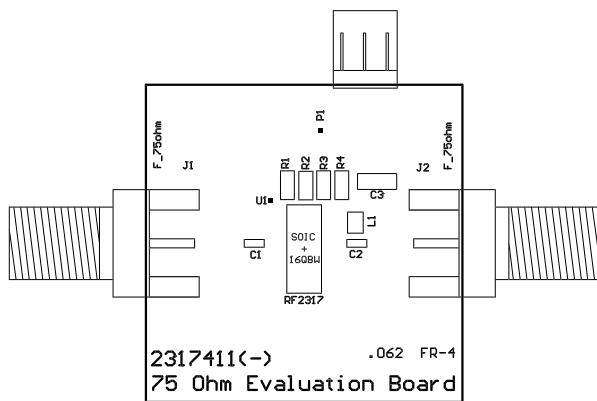 P1
F_75ohm
F_75ohm
J1
R1
R2
R3
R4
J2
C3
U1
L1
SOIC
+
16QBW
C1
C2
RF2317
2317411(-)
.062 FR-4
75 Ohm Evaluation Board